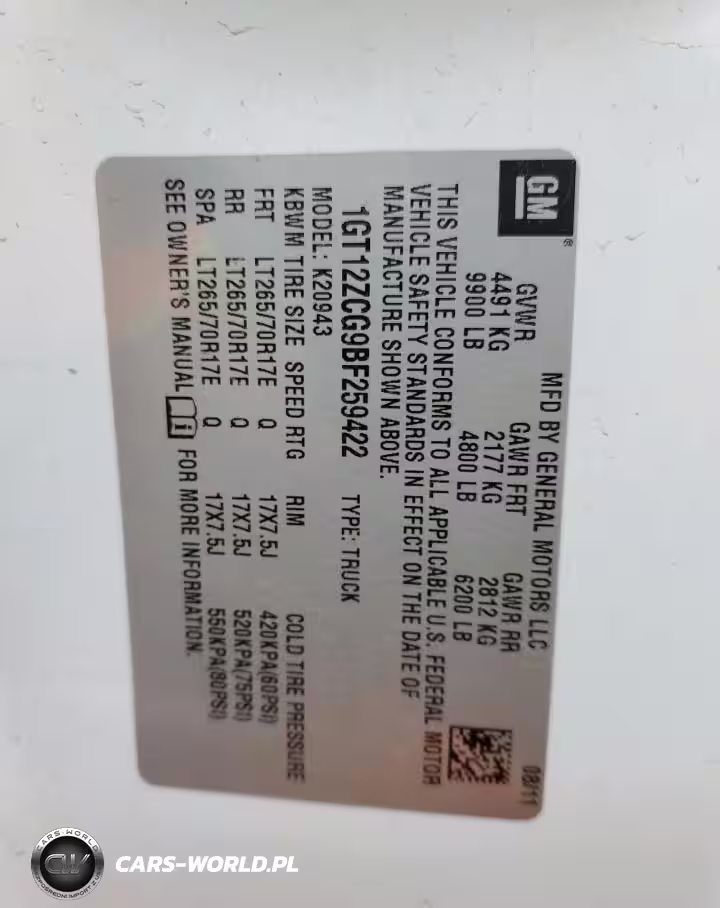 GM®
MFD BY GENERAL MOTORS LLC 08/11
GVWR GAWR FRT GAWR RR
4491 KG 2177 KG 2812 KG
9900 LB 4800 LB 6200 LB
THIS VEHICLE CONFORMS TO ALL APPLICABLE U.S. FEDERAL MOTOR
VEHICLE SAFETY STANDARDS IN EFFECT ON THE DATE OF
MANUFACTURE SHOWN ABOVE.
1GT12ZCG9BF259422 TYPE: TRUCK
MODEL: K20943
KBWM TIRE SIZE SPEED RTG RIM COLD TIRE PRESSURE
FRT LT265/70R17E Q 17X7.5J 420KPA(60PSI)
RR LT265/70R17E Q 17X7.5J 520KPA(75PSI)
SPA LT265/70R17E Q 17X7.5J 550KPA(80PSI)
SEE OWNER'S MANUAL FOR MORE INFORMATION.
CARS-WORLD
CW
CARS-WORLD.PL